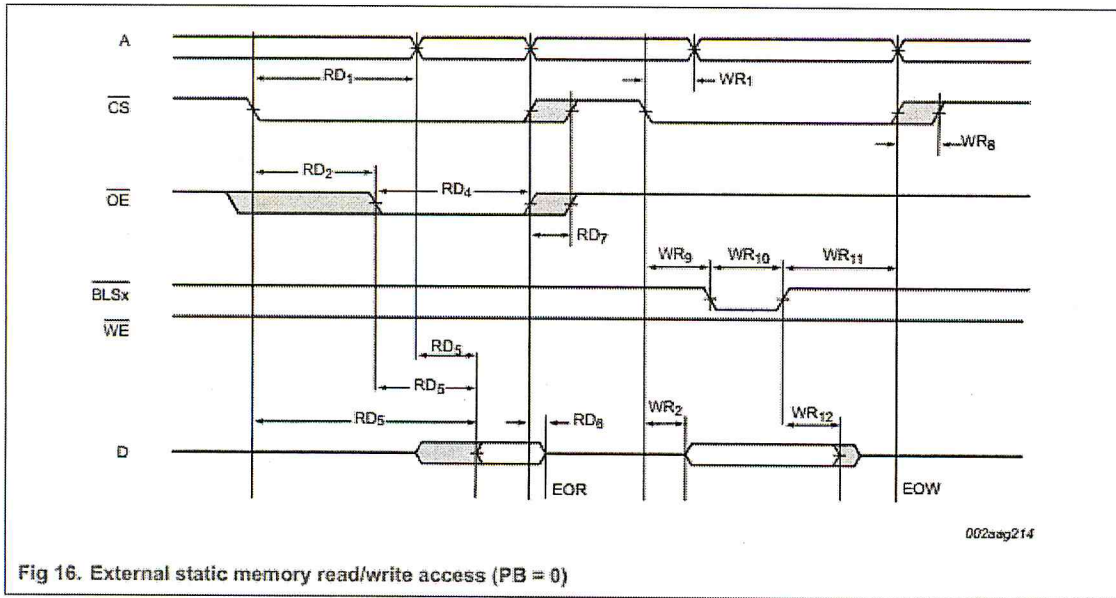 A
RD1
WR1
CS
WR8
RD2
RD4
OE
RD7
WR9
WR10
WR11
BLSx
WE
RD5
RD5
RD5
RD6
WR2
WR12
D
EOR
EOW
002aag214
Fig 16. External static memory read/write access (PB = 0)